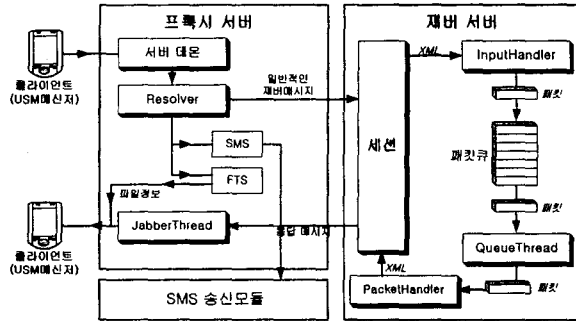 프록시 서버
재버 서버
서버 데몬
XML
InputHandler
클라이언트
(USM메신저)
Resolver
일반적인
재버메시지
패킷
세션
패킷큐
SMS
FTS
파일정보
패킷
JabberThread
응답 메시지
QueueThread
클라이언트
(USM메신저)
XML
PacketHandler
패킷
SMS 송신모듈